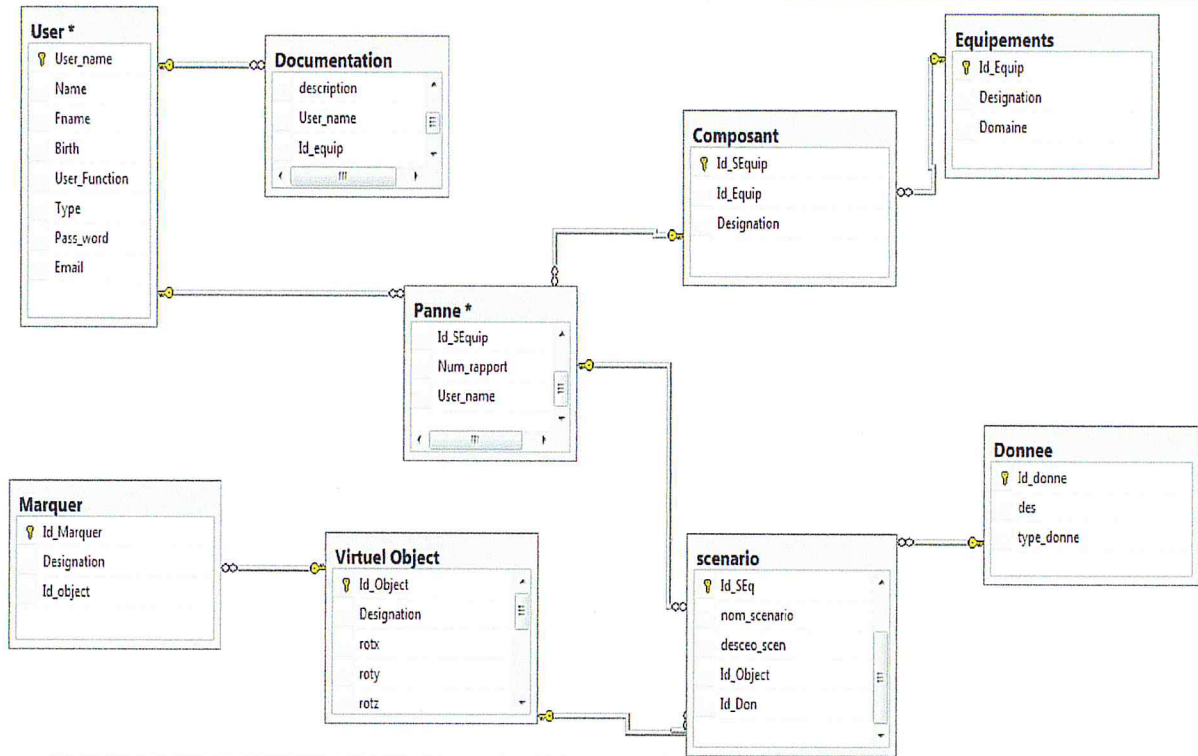 User *
User_name
Name
Fname
Birth
User_Function
Type
Pass_word
Email
Documentation
description
User_name
Id_equip
Equipements
Id_Equip
Designation
Domaine
Composant
Id_SEquip
Id_Equip
Designation
Panne *
Id_SEquip
Num_rapport
User_name
Donnee
Id_donne
des
type_donne
Marquer
Id_Marquer
Designation
Id_object
Virtuel Object
Id_Object
Designation
rotx
roty
rotz
scenario
Id_SEq
nom_scenario
desceo_scen
Id_Object
Id_Don